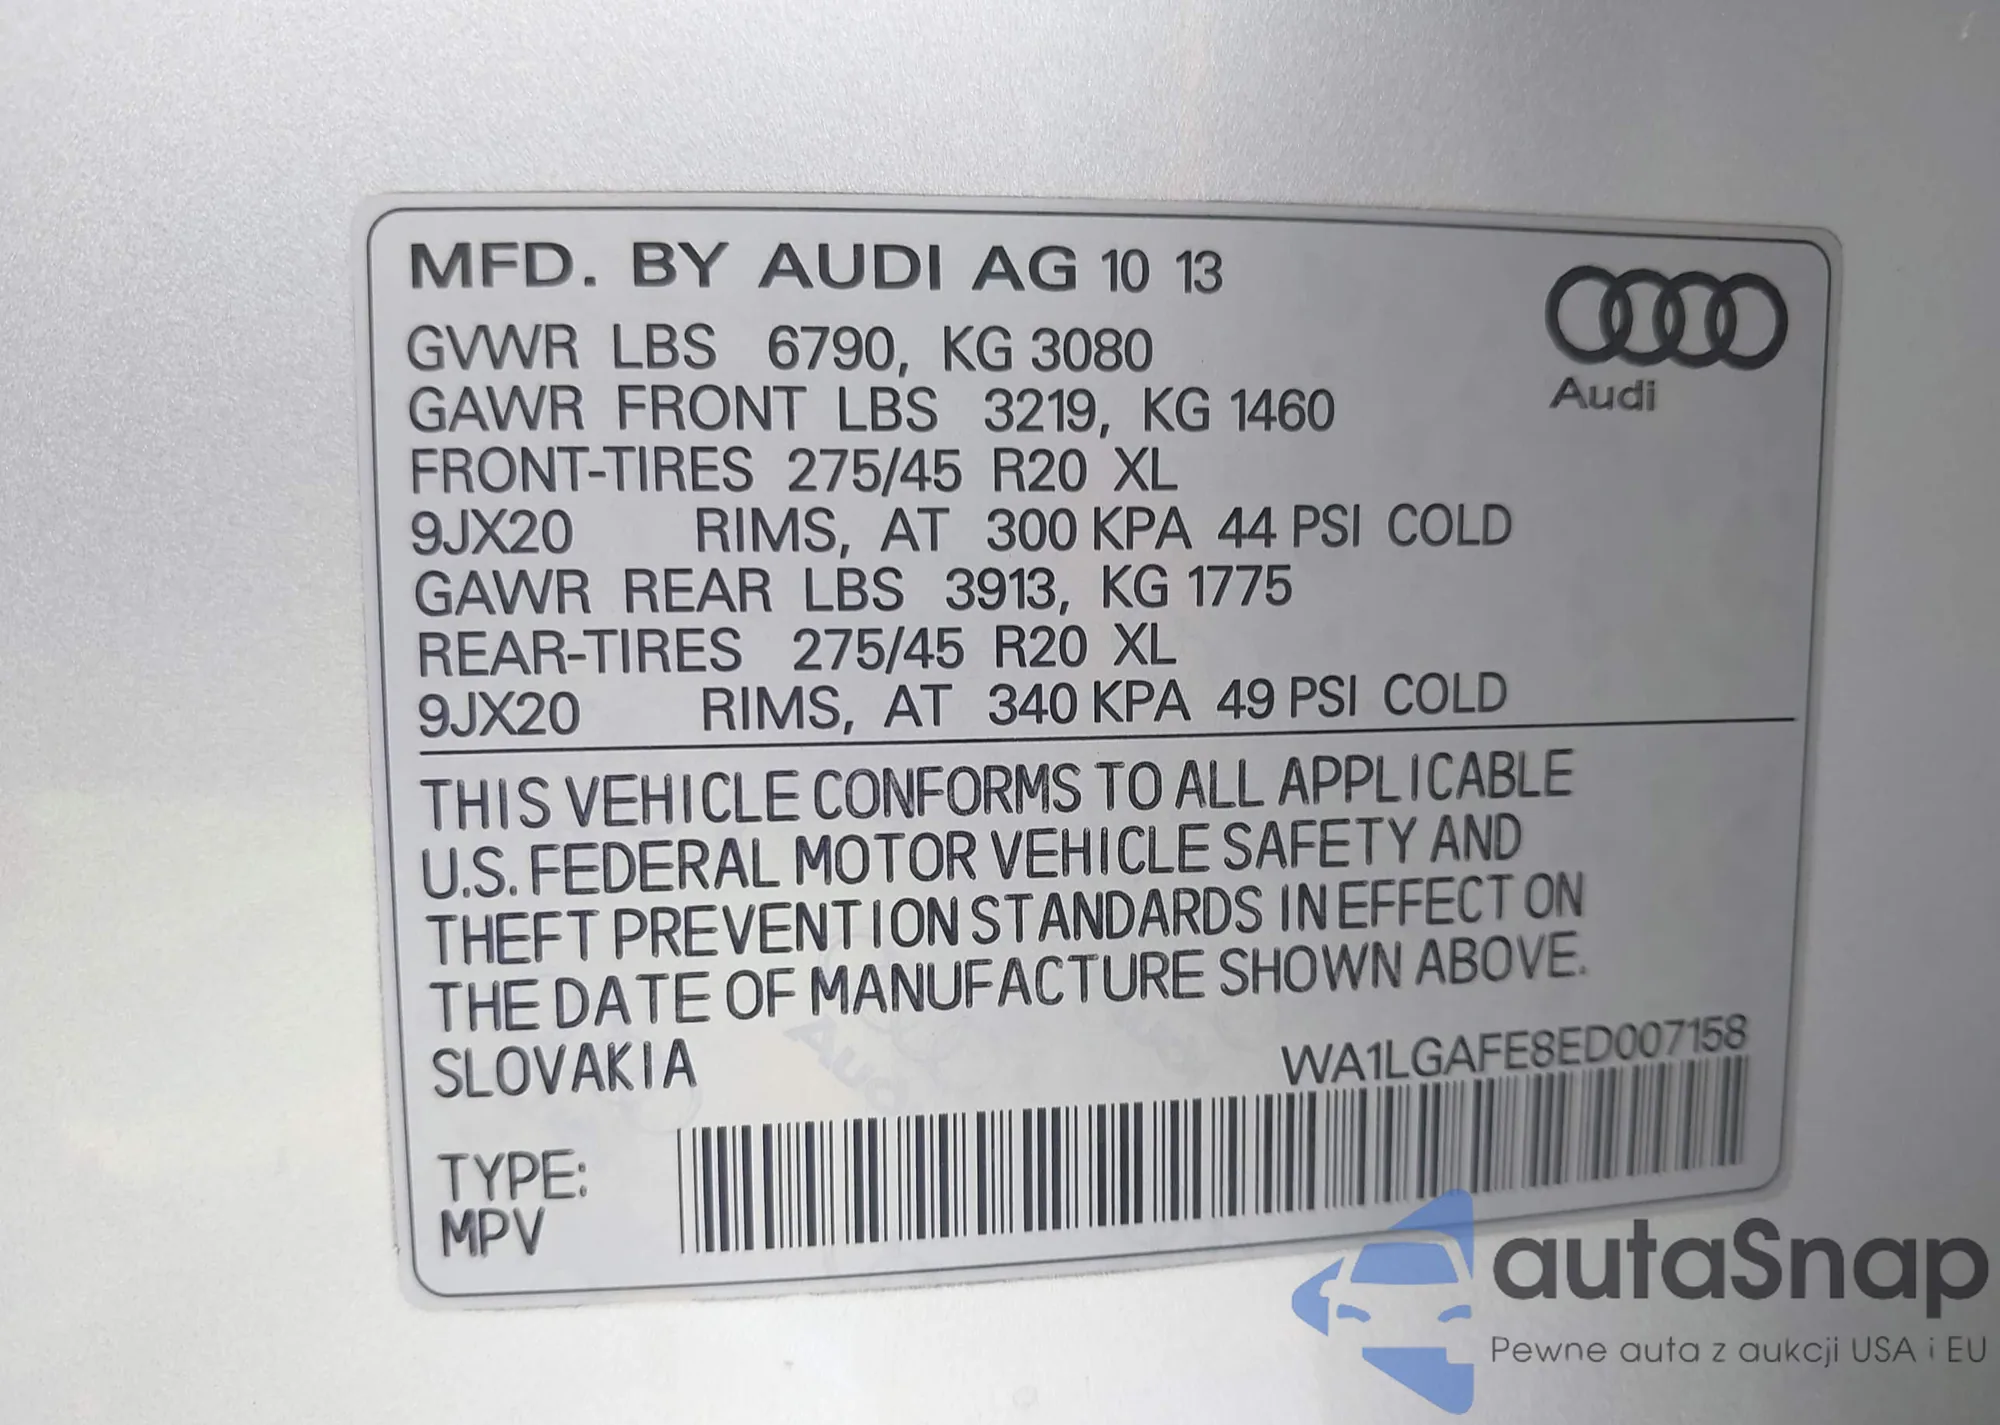 MFD. BY AUDI AG 10 13
GVWR LBS 6790, KG 3080
GAWR FRONT LBS 3219, KG 1460
FRONT-TIRES 275/45 R20 XL
9JX20 RIMS, AT 300 KPA 44 PSI COLD
GAWR REAR LBS 3913, KG 1775
REAR-TIRES 275/45 R20 XL
9JX20 RIMS, AT 340 KPA 49 PSI COLD
Audi
THIS VEHICLE CONFORMS TO ALL APPLICABLE
U.S. FEDERAL MOTOR VEHICLE SAFETY AND
THEFT PREVENTION STANDARDS IN EFFECT ON
THE DATE OF MANUFACTURE SHOWN ABOVE.
SLOVAKIA
WA1LGAFE8ED007158
TYPE:
MPV
autaSnap
Pewne auta z aukcji USA i EU